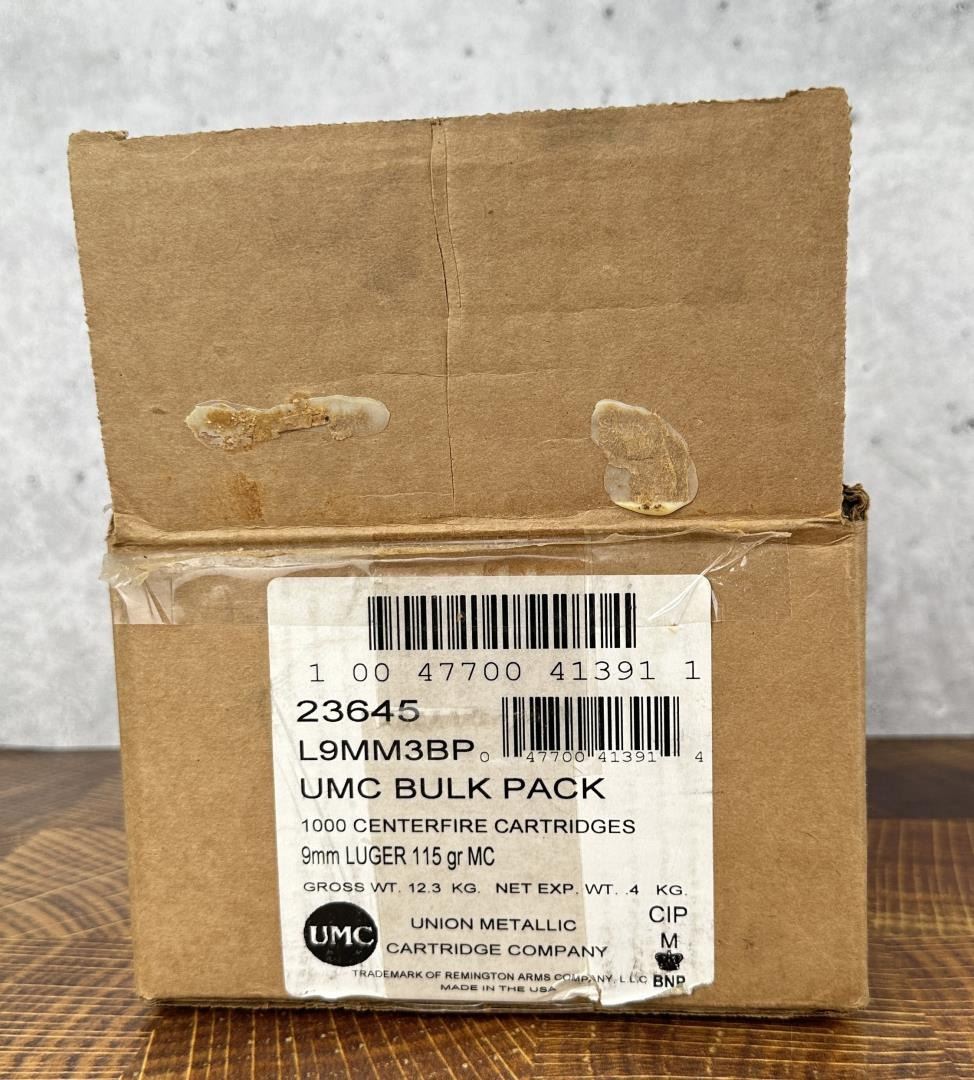 1 00 47700 41391 1
23645
L9MM3BP
0 47700 41391 4
UMC BULK PACK
1000 CENTERFIRE CARTRIDGES
9mm LUGER 115 gr MC
GROSS WT. 12.3 KG. NET EXP. WT. .4 KG.
UMC
UNION METALLIC
CARTRIDGE COMPANY
CIP
M
BNP
TRADEMARK OF REMINGTON ARMS COMPANY, L.L.C
MADE IN THE USA